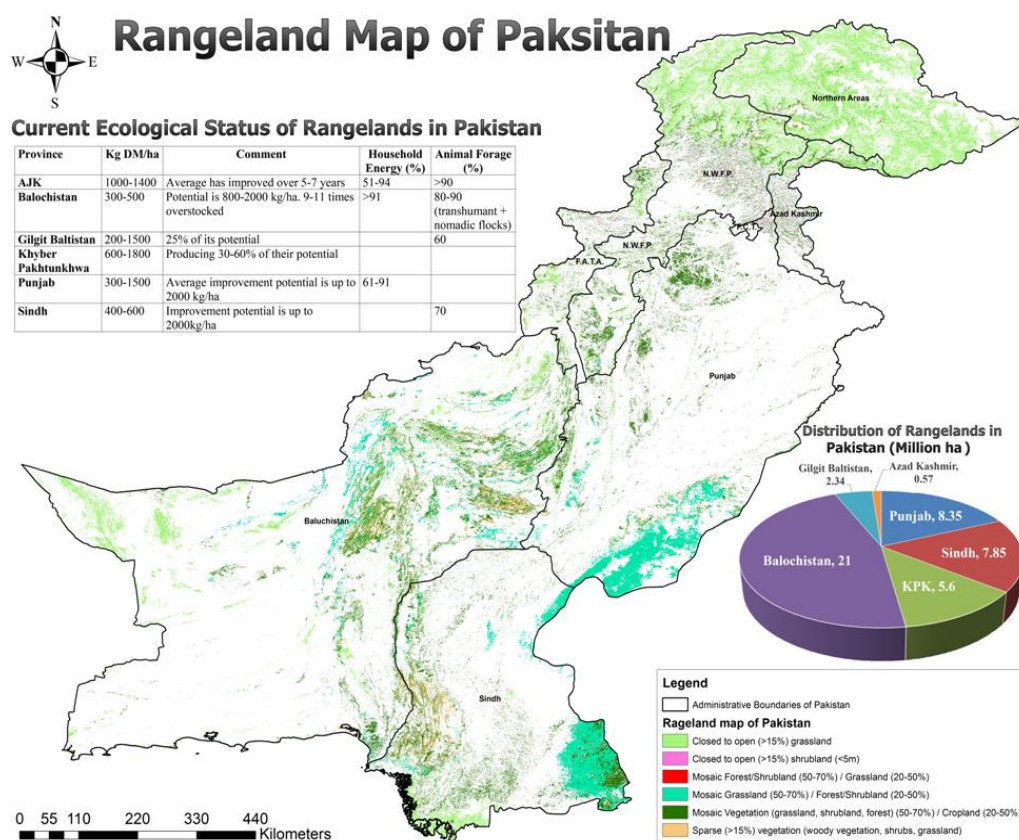 N
W E
S
Rangeland Map of Paksitan
Current Ecological Status of Rangelands in Pakistan
Province Kg DM/ha Comment Household Energy (%) Animal Forage (%)
AJK 1000-1400 Average has improved over 5-7 years 51-94 >90
Balochistan 300-500 Potential is 800-2000 kg/ha. 9-11 times overstocked >91 80-90 (transhumant + nomadic flocks)
Gilgit Baltistan 200-1500 25% of its potential 60
Khyber Pakhtunkhwa 600-1800 Producing 30-60% of their potential
Punjab 300-1500 Average improvement potential is up to 2000 kg/ha 61-91
Sindh 400-600 Improvement potential is up to 2000kg/ha 70
Northern Areas
N.W.F.P.
Azad Kashmir
F.C.T.
N.W.F.P.
F.A.T.A.
Punjab
Baluchistan
Sindh
Distribution of Rangelands in
Pakistan (Million ha )
Gilgit Baltistan, 2.34
Azad Kashmir, 0.57
Punjab, 8.35
Sindh, 7.85
KPK, 5.6
Balochistan, 21
Legend
Administrative Boundaries of Pakistan
Rageland map of Pakistan
Closed to open (>15%) grassland
Closed to open (>15%) shrubland (<5m)
Mosaic Forest/Shrubland (50-70%) / Grassland (20-50%)
Mosaic Grassland (50-70%) / Forest/Shrubland (20-50%)
Mosaic Vegetation (grassland, shrubland, forest) (50-70%) / Cropland (20-50%)
Sparse (>15%) vegetation (woody vegetation, shrubs, grassland)
0 55 110 220 330 440
Kilometers